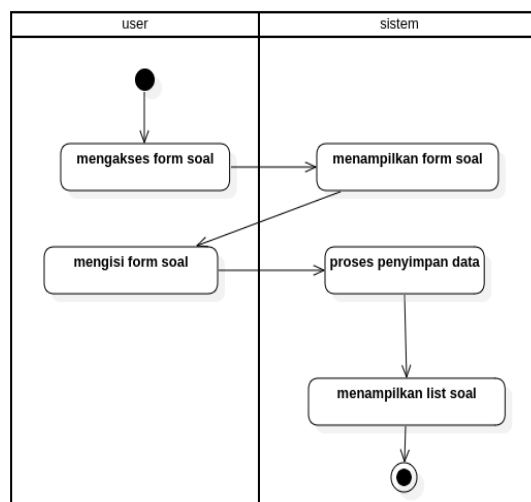 user
sistem
mengakses form soal
menampilkan form soal
mengisi form soal
proses penyimpan data
menampilkan list soal